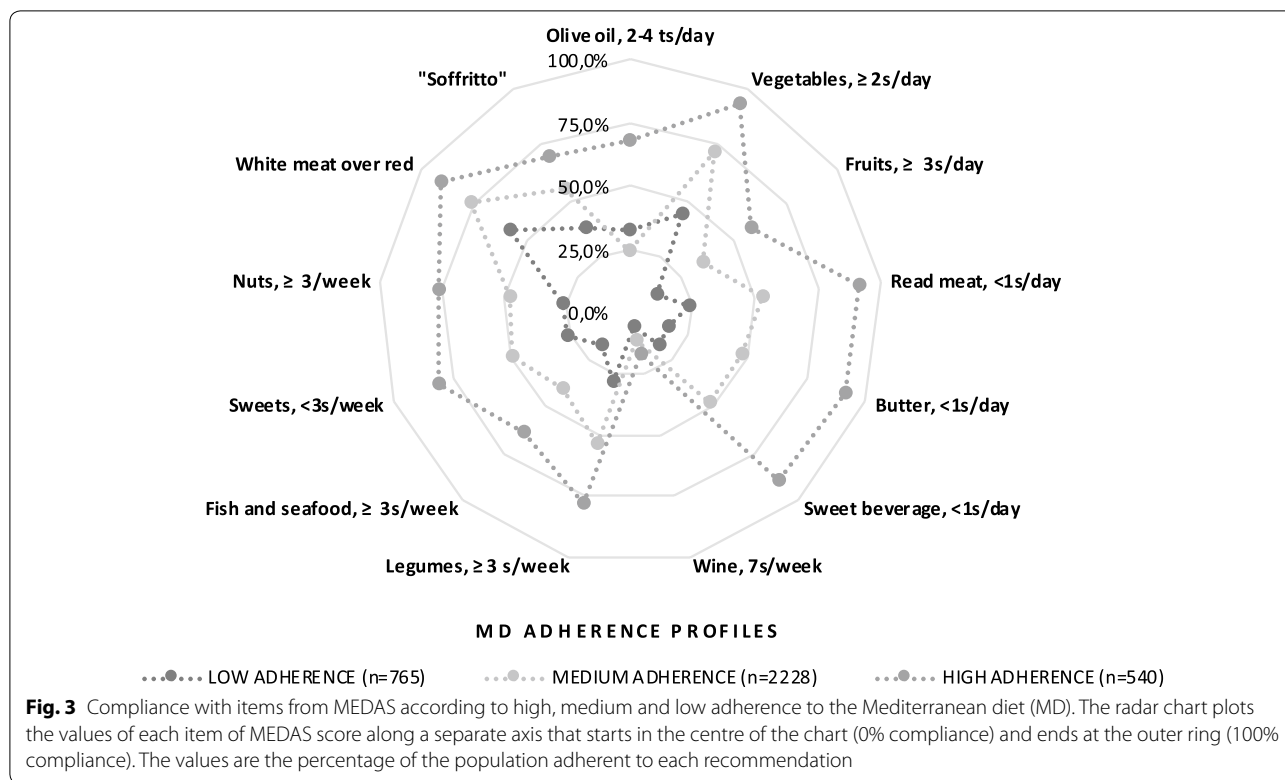 Olive oil, 2-4 ts/day
100,0%
"Soffritto"
Vegetables, ≥ 2s/day
75,0%
White meat over red
Fruits, ≥ 3s/day
50,0%
25,0%
Nuts, ≥ 3/week
Read meat, <1s/day
0,0%
Sweets, <3s/week
Butter, <1s/day
Fish and seafood, ≥ 3s/week
Sweet beverage, <1s/day
Legumes, ≥ 3 s/week
Wine, 7s/week
MD ADHERENCE PROFILES
LOW ADHERENCE (n=765)
MEDIUM ADHERENCE (n=2228)
HIGH ADHERENCE (n=540)
Fig. 3 Compliance with items from MEDAS according to high, medium and low adherence to the Mediterranean diet (MD). The radar chart plots
the values of each item of MEDAS score along a separate axis that starts in the centre of the chart (0% compliance) and ends at the outer ring (100%
compliance). The values are the percentage of the population adherent to each recommendation